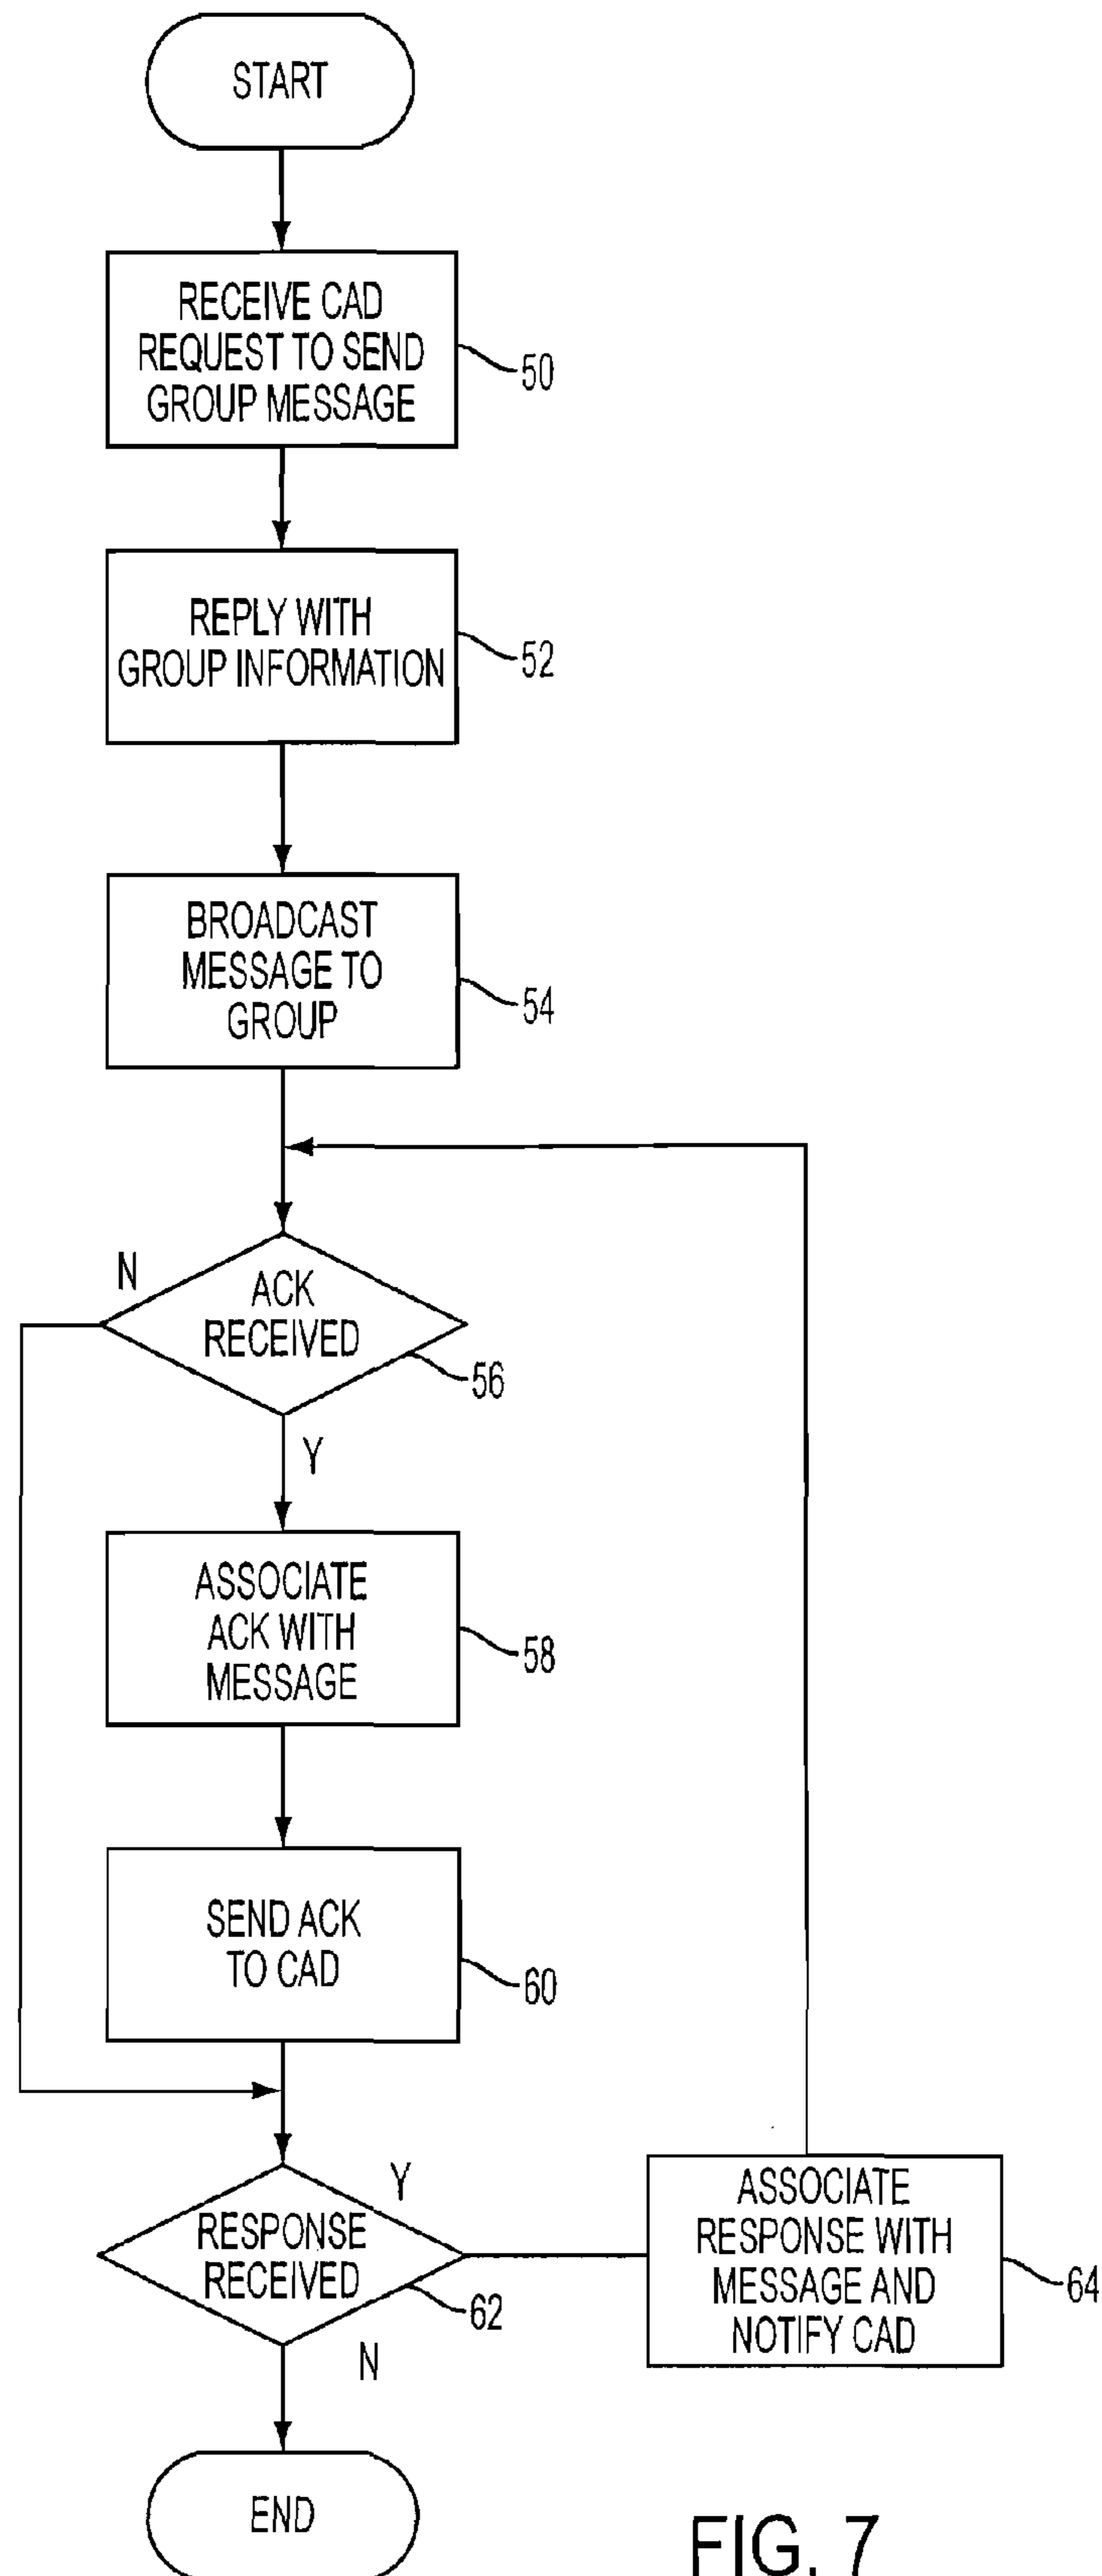 START
RECEIVE CAD
REQUEST TO SEND
GROUP MESSAGE
50
REPLY WITH
GROUP INFORMATION
52
BROADCAST
MESSAGE TO
GROUP
54
N
ACK
RECEIVED
56
Y
ASSOCIATE
ACK WITH
MESSAGE
58
SEND ACK
TO CAD
60
Y
RESPONSE
RECEIVED
62
N
ASSOCIATE
RESPONSE WITH
MESSAGE AND
NOTIFY CAD
64
END
FIG. 7